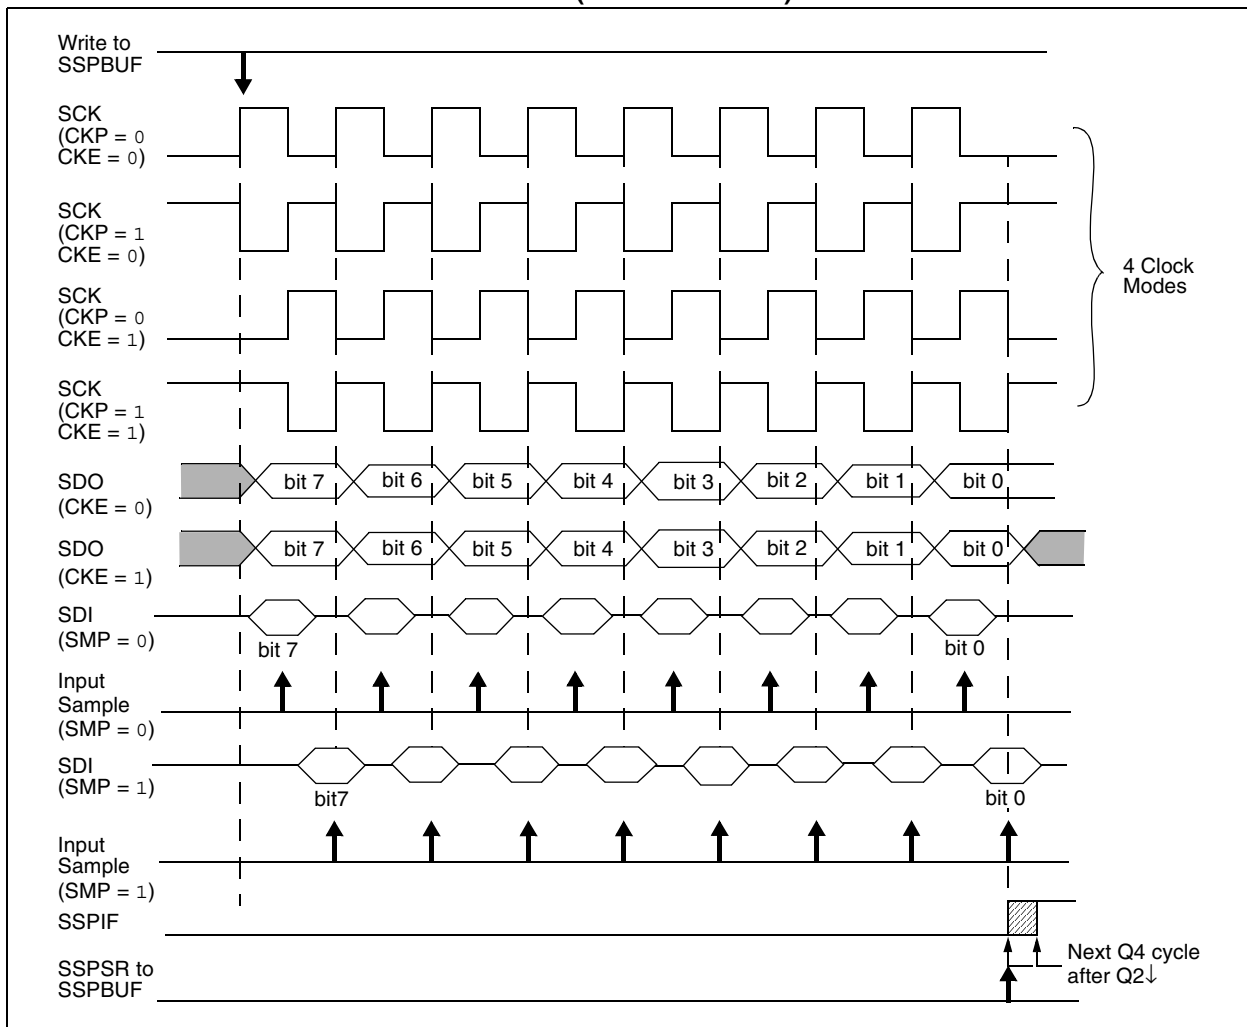 Write to
SSPBUF
SCK
(CKP = 0
CKE = 0)
SCK
(CKP = 1
CKE = 0)
4 Clock
Modes
SCK
(CKP = 0
CKE = 1)
SCK
(CKP = 1
CKE = 1)
SDO
(CKE = 0)
bit 7 bit 6 bit 5 bit 4 bit 3 bit 2 bit 1 bit 0
SDO
(CKE = 1)
bit 7 bit 6 bit 5 bit 4 bit 3 bit 2 bit 1 bit 0
SDI
(SMP = 0)
bit 7 bit 0
Input
Sample
(SMP = 0)
SDI
(SMP = 1)
bit7 bit 0
Input
Sample
(SMP = 1)
SSPIF
SSPSR to
SSPBUF
Next Q4 cycle
after Q2↓